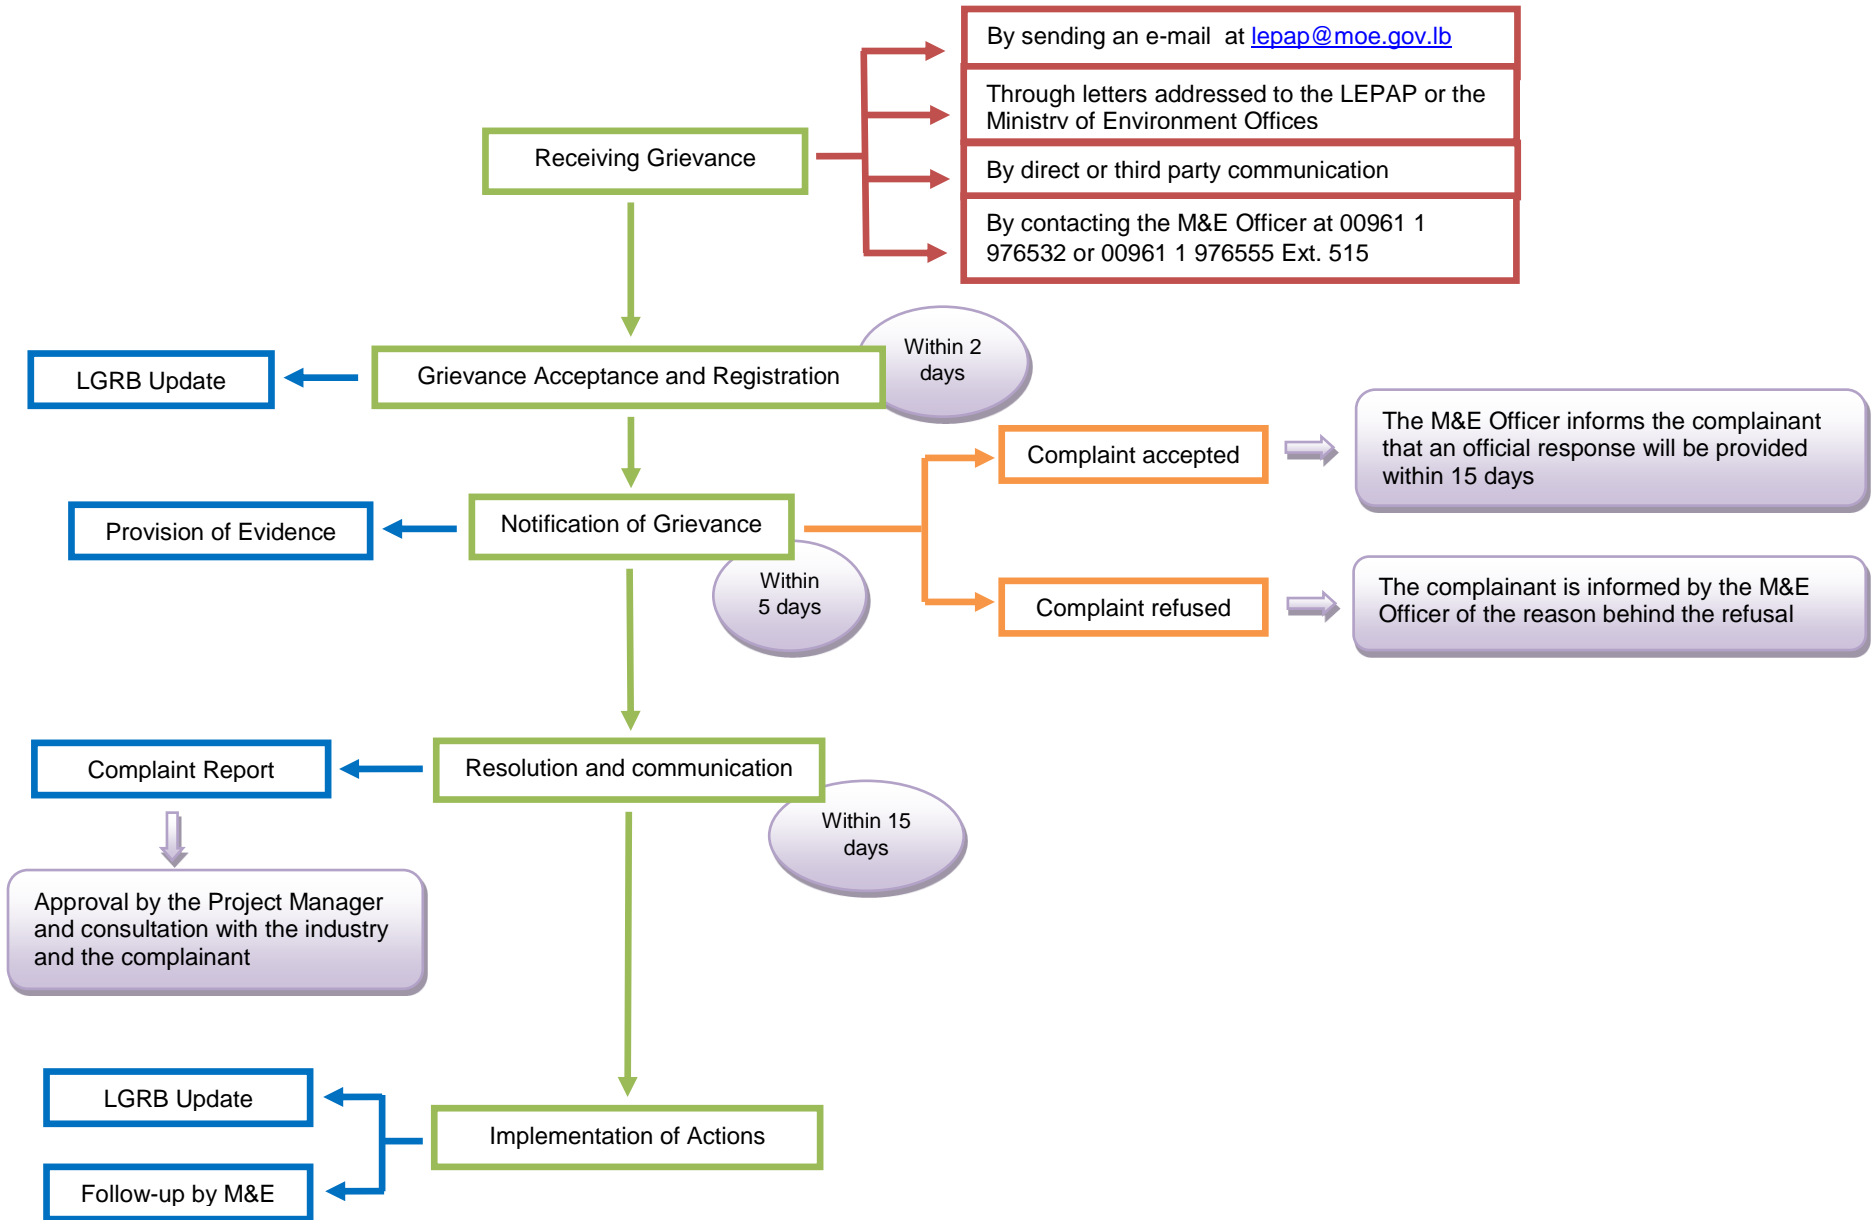 By sending an e-mail at lepap@moe.gov.lb
Through letters addressed to the LEPAP or the
Ministry of Environment Offices
Receiving Grievance
By direct or third party communication
By contacting the M&E Officer at 00961 1
976532 or 00961 1 976555 Ext. 515
Within 2
days
LGRB Update
Grievance Acceptance and Registration
Complaint accepted
The M&E Officer informs the complainant
that an official response will be provided
within 15 days
Provision of Evidence
Notification of Grievance
Within
5 days
Complaint refused
The complainant is informed by the M&E
Officer of the reason behind the refusal
Complaint Report
Resolution and communication
Within 15
days
Approval by the Project Manager
and consultation with the industry
and the complainant
LGRB Update
Implementation of Actions
Follow-up by M&E